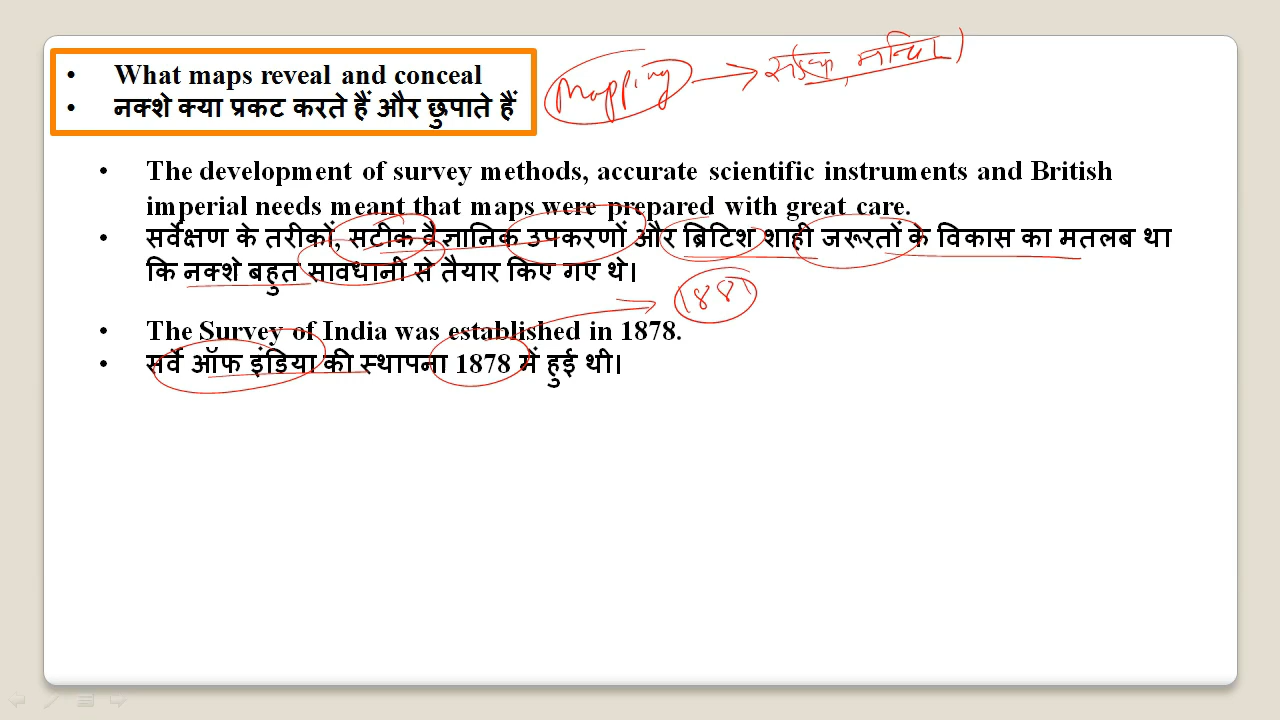 • What maps reveal and conceal
• नक्शे क्या प्रकट करते हैं और छुपाते हैं
mapping → सड़क,
• The development of survey methods, accurate scientific instruments and British
imperial needs meant that maps were prepared with great care.
• सर्वेक्षण के तरीकों, सटीक वैज्ञानिक उपकरणों और ब्रिटिश शाही जरूरतों के विकास का मतलब था
कि नक्शे बहुत सावधानी से तैयार किए गए थे।
1881
• The Survey of India was established in 1878.
• सर्वे ऑफ इंडिया की स्थापना 1878 में हुई थी।